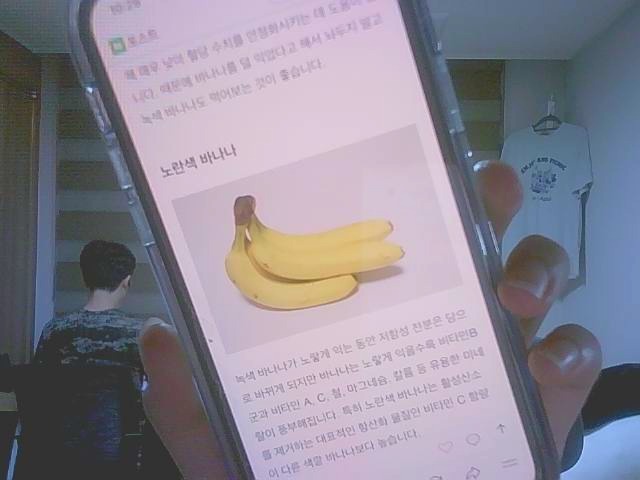 10:28
포스트
해 매우 낮아 혈당 수치를 안정화시키는 데 도움이
니다. 때문에 바나나를 덜 익었다고 해서 놔두지 말고
녹색 바나나도 먹어보는 것이 좋습니다.
노란색 바나나
녹색 바나나가 노랗게 익는 동안 저항성 전분은 당으
로 바뀌게 되지만 바나나는 노랗게 익을수록 비타민B
군과 비타민 A, C, 철, 마그네슘, 칼륨 등 유용한 미네
랄이 풍부해집니다. 특히 노란색 바나나는 활성산소
를 제거하는 대표적인 항산화 물질인 비타민 C 함량
이 다른 색깔 바나나보다 높습니다.